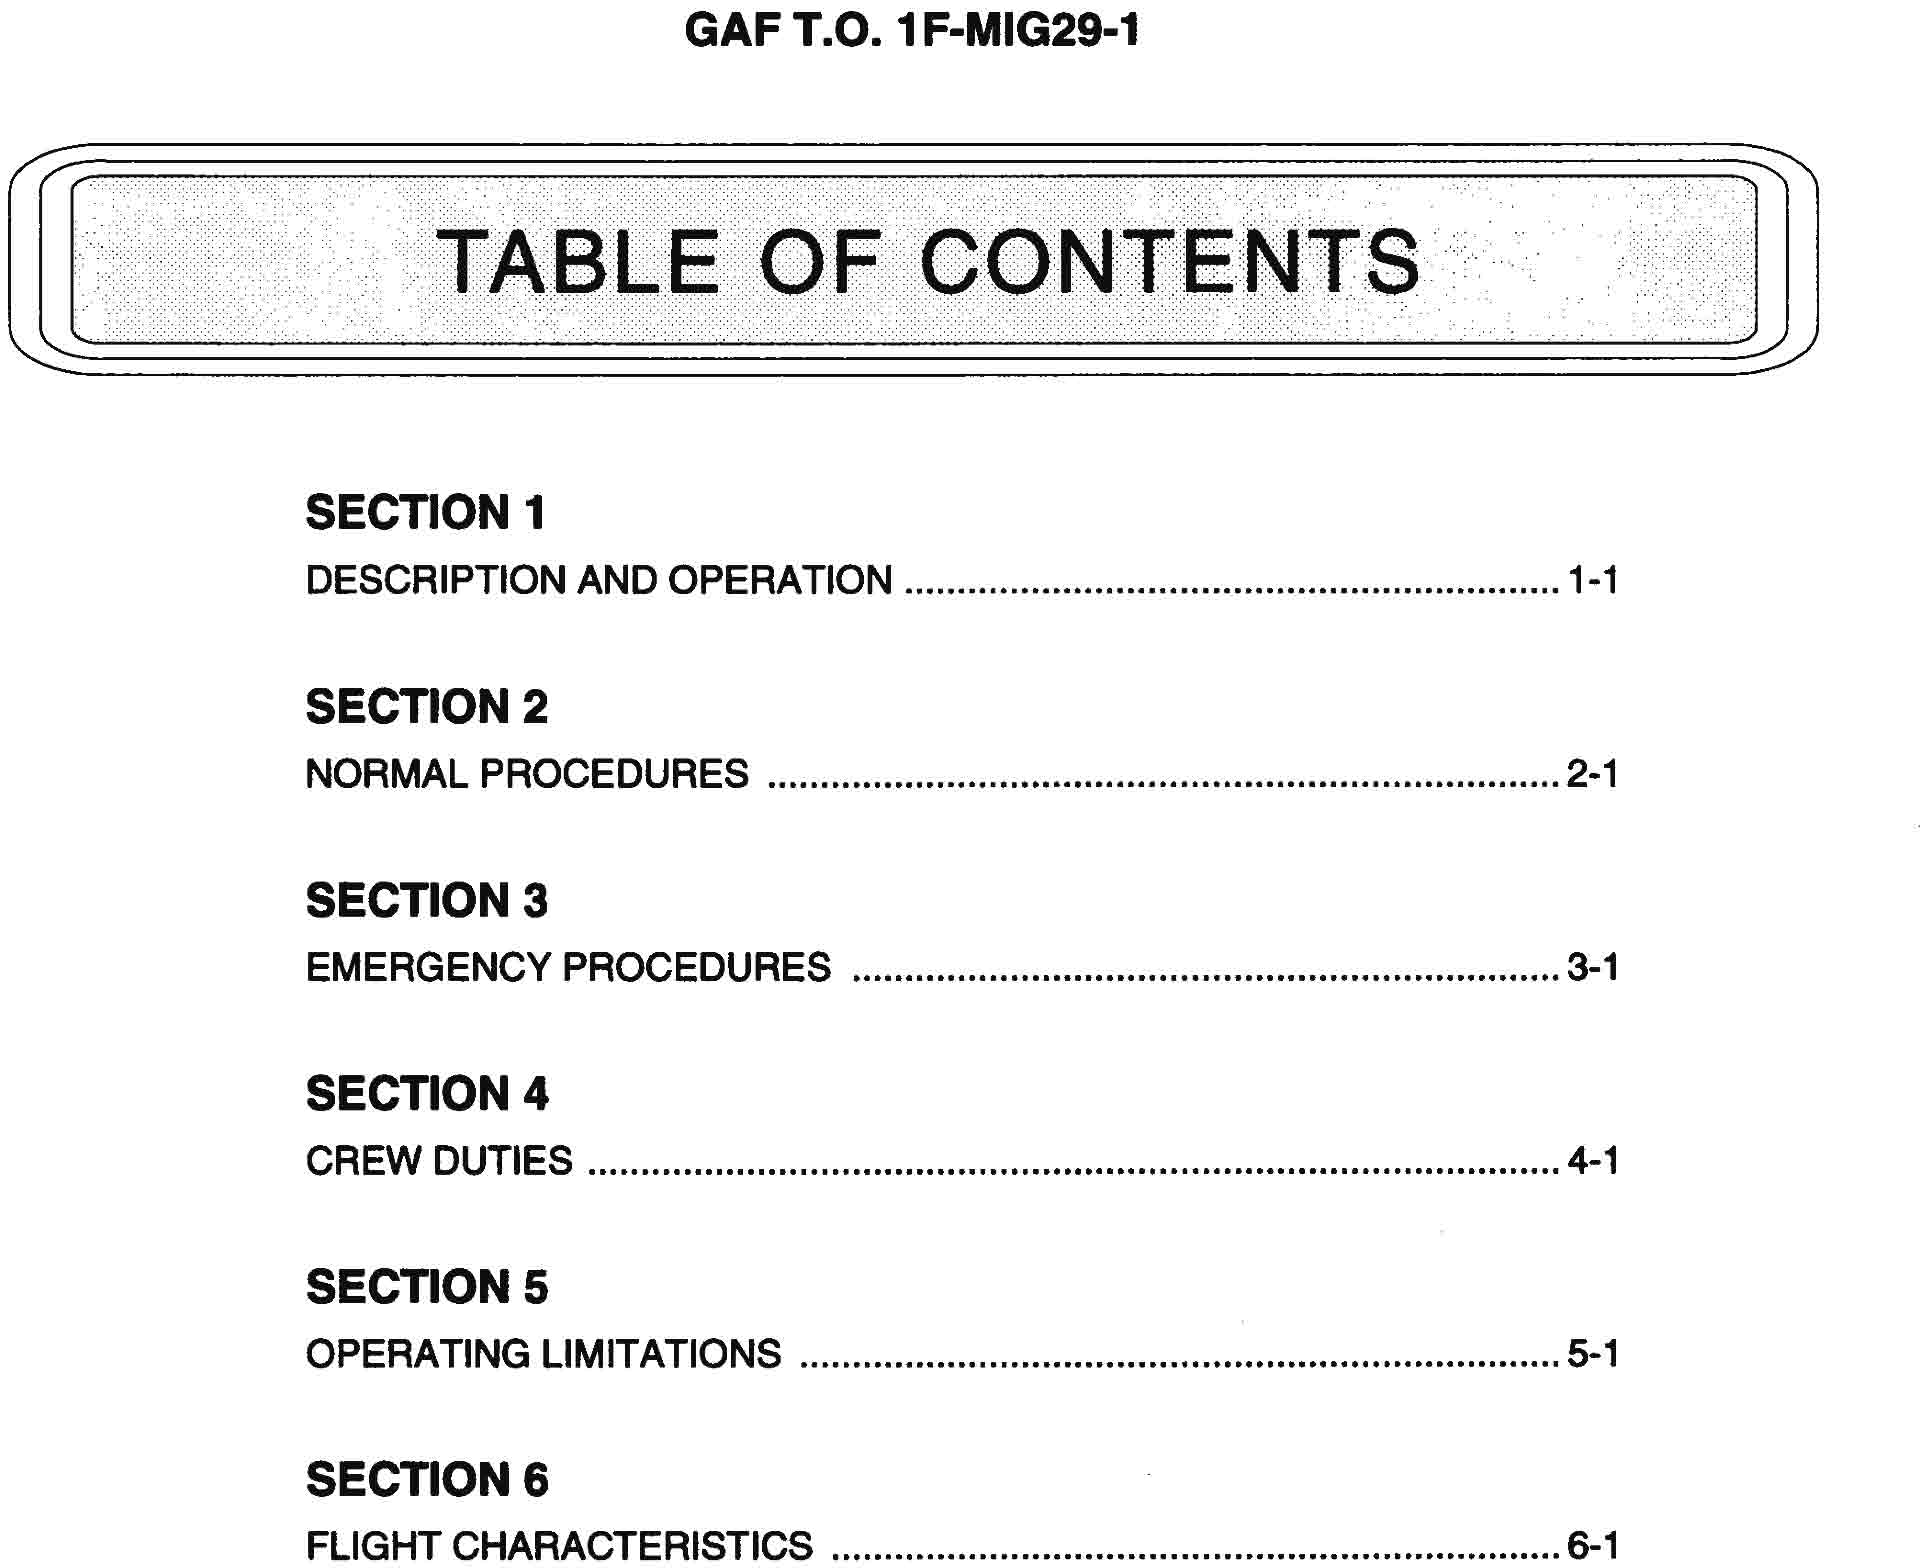 GAF T.O. 1F-MIG29-1
TABLE OF CONTENTS
SECTION 1
DESCRIPTION AND OPERATION ........................................................ 1-1
SECTION 2
NORMAL PROCEDURES ........................................................ 2-1
SECTION 3
EMERGENCY PROCEDURES ........................................................ 3-1
SECTION 4
CREW DUTIES ........................................................ 4-1
SECTION 5
OPERATING LIMITATIONS ........................................................ 5-1
SECTION 6
FLIGHT CHARACTERISTICS ........................................................ 6-1